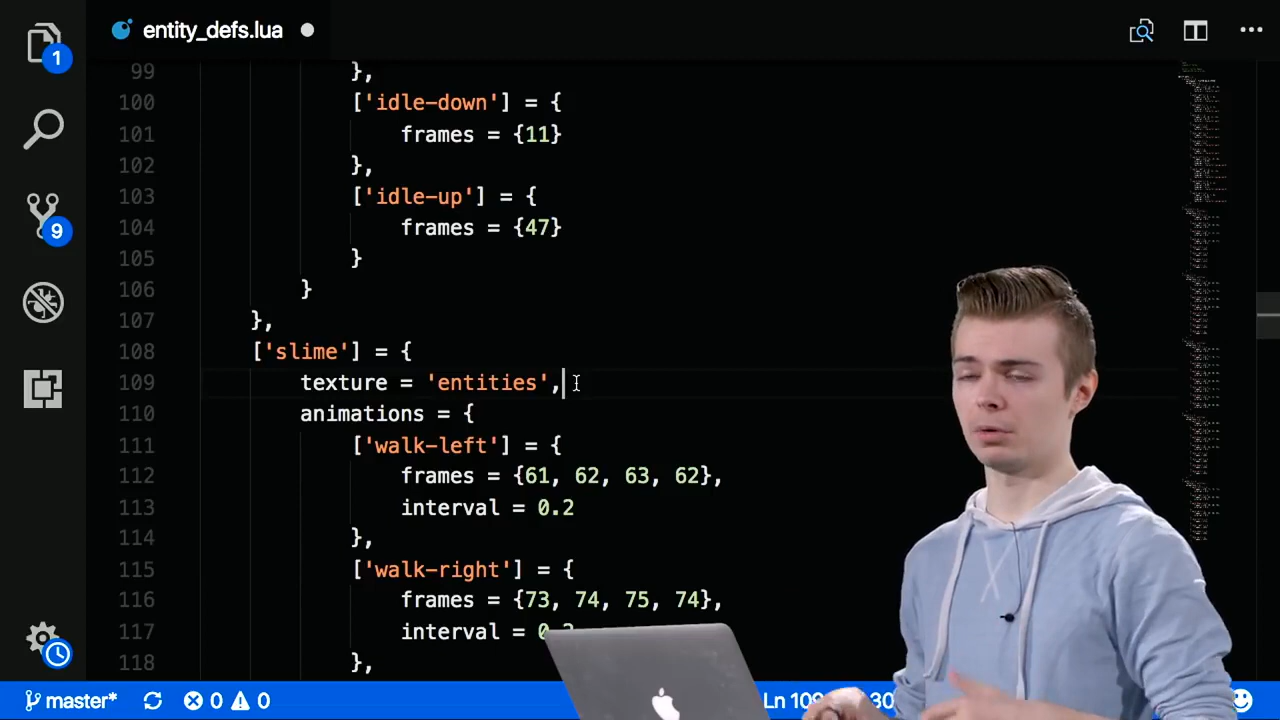 1
9
entity_defs.lua
99 },
100 ['idle-down'] = {
101 frames = {11}
102 },
103 ['idle-up'] = {
104 frames = {47}
105 }
106 }
107 },
108 ['slime'] = {
109 texture = 'entities',
110 animations = {
111 ['walk-left'] = {
112 frames = {61, 62, 63, 62},
113 interval = 0.2
114 },
115 ['walk-right'] = {
116 frames = {73, 74, 75, 74},
117 interval =
118 },
master* 0 0 Ln 109